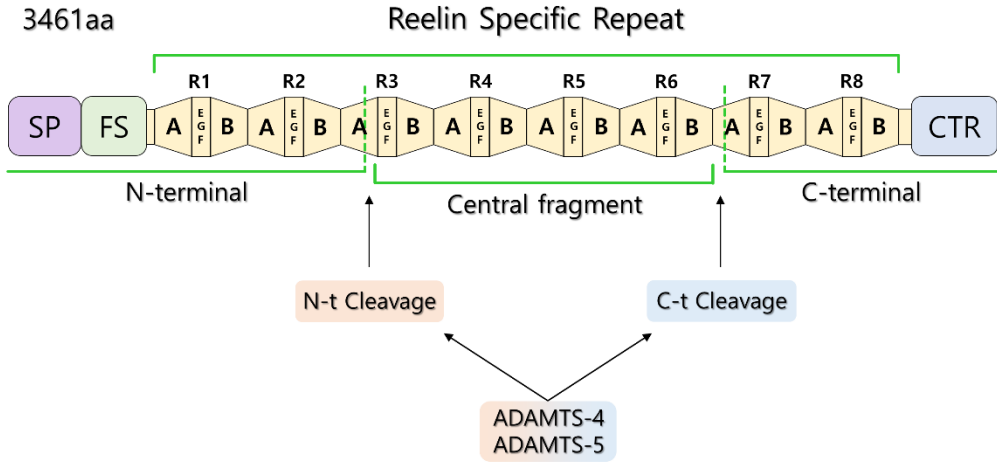 3461aa
Reelin Specific Repeat
R1 R2 R3 R4 R5 R6 R7 R8
SP FS A EGF B A EGF B A EGF B A EGF B A EGF B A EGF B A EGF B A EGF B CTR
N-terminal
Central fragment
C-terminal
N-t Cleavage
C-t Cleavage
ADAMTS-4
ADAMTS-5